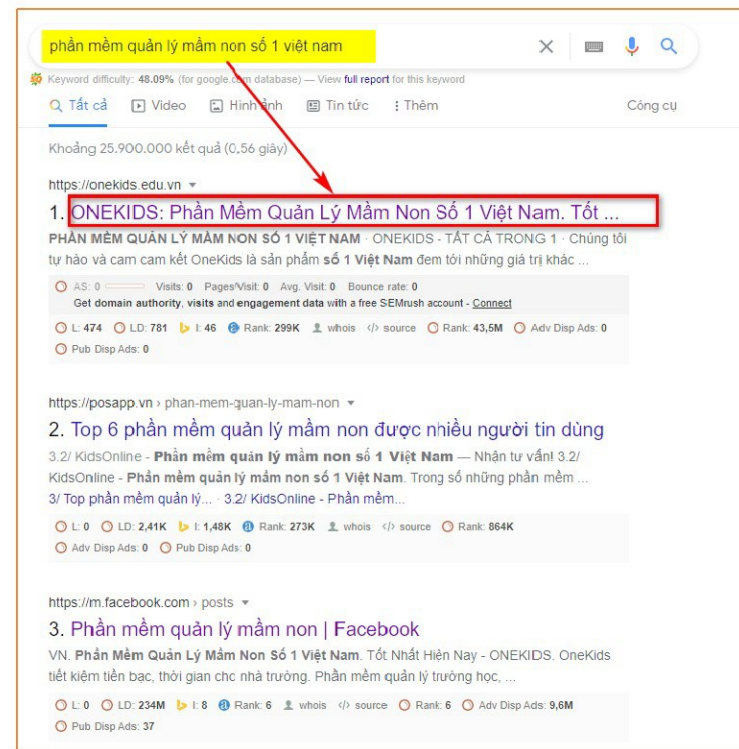 phần mềm quản lý mầm non số 1 việt nam
Keyword difficulty: 48.09% (for google.com database) — View full report for this keyword
Tất cả Video Hình ảnh Tin tức Thêm Công cụ
Khoảng 25.900.000 kết quả (0,56 giây)
https://onekids.edu.vn
1. ONEKIDS: Phần Mềm Quản Lý Mầm Non Số 1 Việt Nam. Tốt ...
PHẦN MỀM QUẢN LÝ MẦM NON SỐ 1 VIỆT NAM · ONEKIDS - TẤT CẢ TRONG 1 · Chúng tôi
tự hào và cam cam kết OneKids là sản phẩm số 1 Việt Nam đem tới những giá trị khác ...
AS: 0 Visits: 0 Pages/Visit: 0 Avg. Visit: 0 Bounce rate: 0
Get domain authority, visits and engagement data with a free SEMrush account - Connect
L: 474 LD: 781 I: 46 Rank: 299K whois </> source Rank: 43,5M Adv Disp Ads: 0
Pub Disp Ads: 0
https://posapp.vn › phan-mem-quan-ly-mam-non
2. Top 6 phần mềm quản lý mầm non được nhiều người tin dùng
3.2/ KidsOnline - Phần mềm quản lý mầm non số 1 Việt Nam — Nhận tư vấn! 3.2/
KidsOnline - Phần mềm quản lý mầm non số 1 Việt Nam. Trong số những phần mềm ...
3/ Top phần mềm quản lý... · 3.2/ KidsOnline - Phần mềm...
L: 0 LD: 2,41K I: 1,48K Rank: 273K whois </> source Rank: 864K
Adv Disp Ads: 0 Pub Disp Ads: 0
https://m.facebook.com › posts
3. Phần mềm quản lý mầm non | Facebook
VN. Phần Mềm Quản Lý Mầm Non Số 1 Việt Nam. Tốt Nhất Hiện Nay - ONEKIDS. OneKids
tiết kiệm tiền bạc, thời gian cho nhà trường. Phần mềm quản lý trường học, ...
L: 0 LD: 234M I: 8 Rank: 6 whois </> source Rank: 6 Adv Disp Ads: 9,6M
Pub Disp Ads: 37